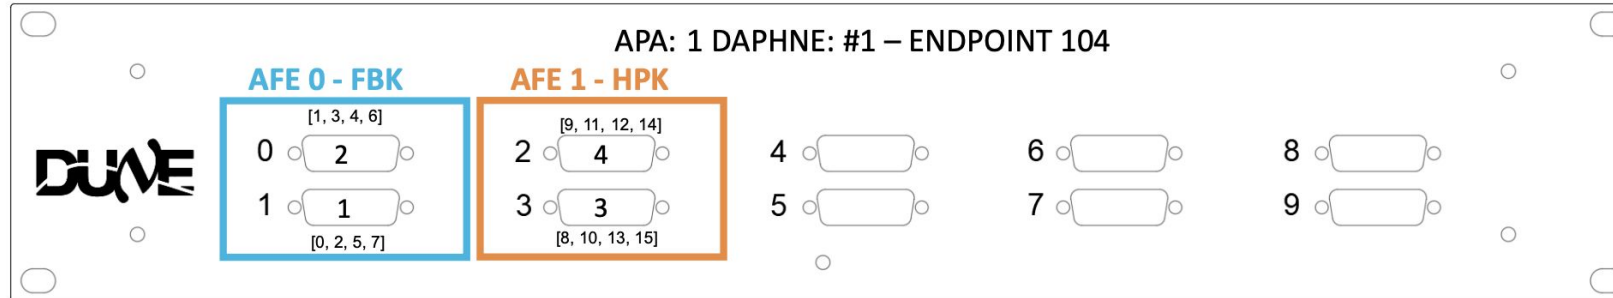 APA: 1 DAPHNE: #1 – ENDPOINT 104
AFE 0 - FBK AFE 1 - HPK
[1, 3, 4, 6] [9, 11, 12, 14]
DUNE
0 2 2 4 4 6 8
1 1 3 3 5 7 9
[0, 2, 5, 7] [8, 10, 13, 15]